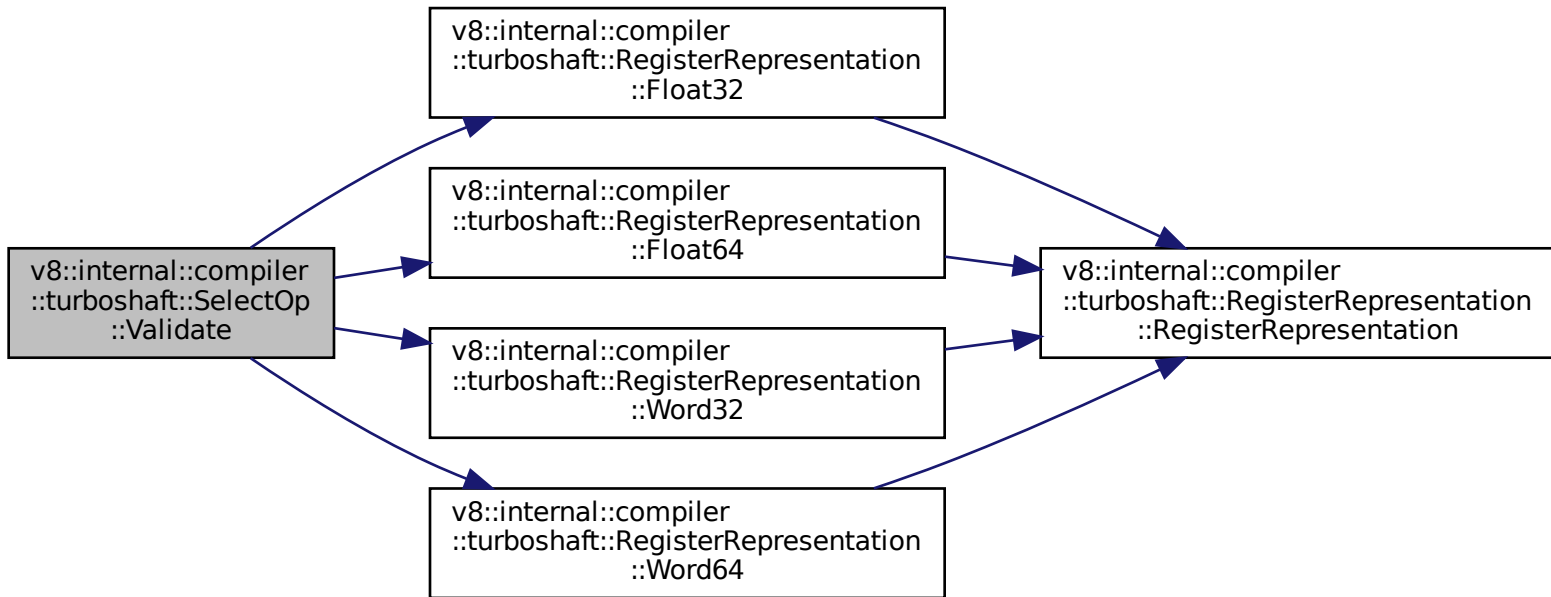 v8::internal::compiler
::turboshaft::SelectOp
::Validate
v8::internal::compiler
::turboshaft::RegisterRepresentation
::Float32
v8::internal::compiler
::turboshaft::RegisterRepresentation
::Float64
v8::internal::compiler
::turboshaft::RegisterRepresentation
::Word32
v8::internal::compiler
::turboshaft::RegisterRepresentation
::Word64
v8::internal::compiler
::turboshaft::RegisterRepresentation
::RegisterRepresentation